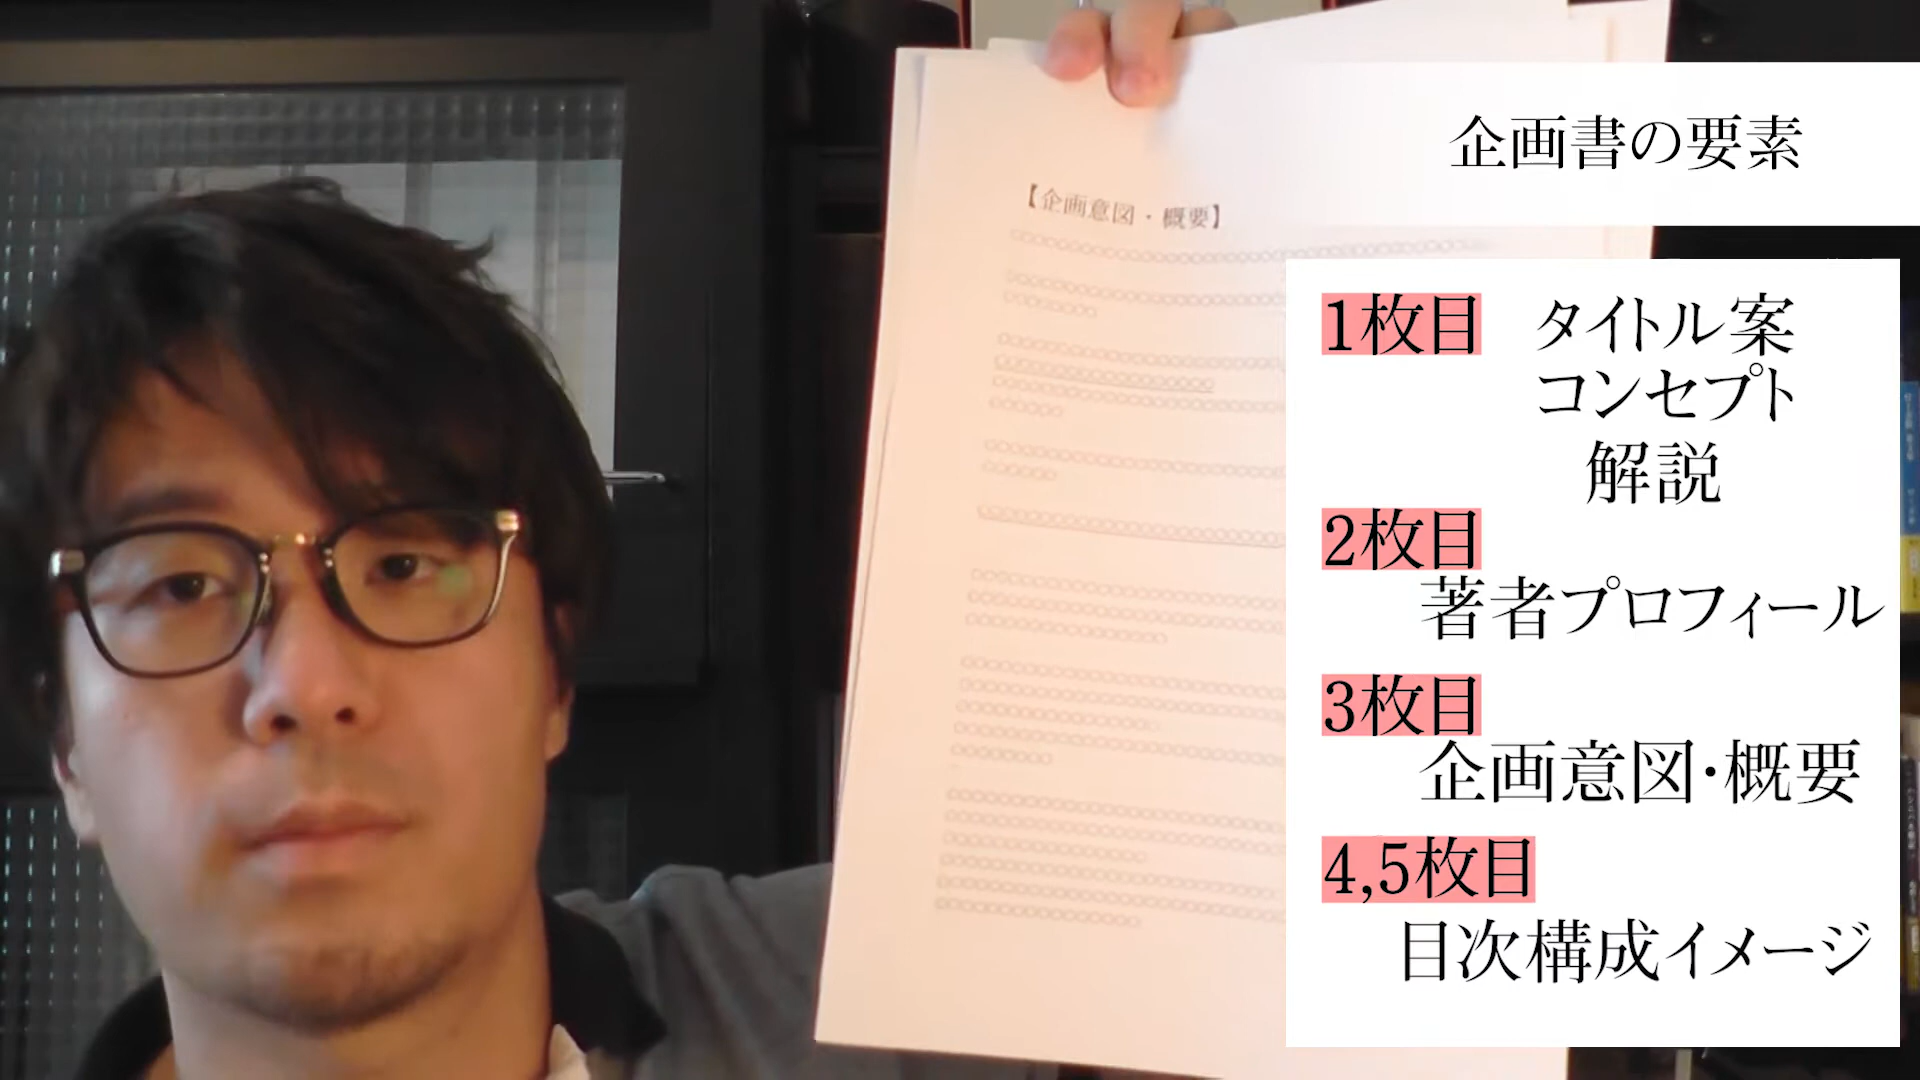 企画書の要素
【企画意図・概要】
1枚目 タイトル案
コンセプト
解説
2枚目
著者プロフィール
3枚目
企画意図・概要
4,5枚目
目次構成イメージ